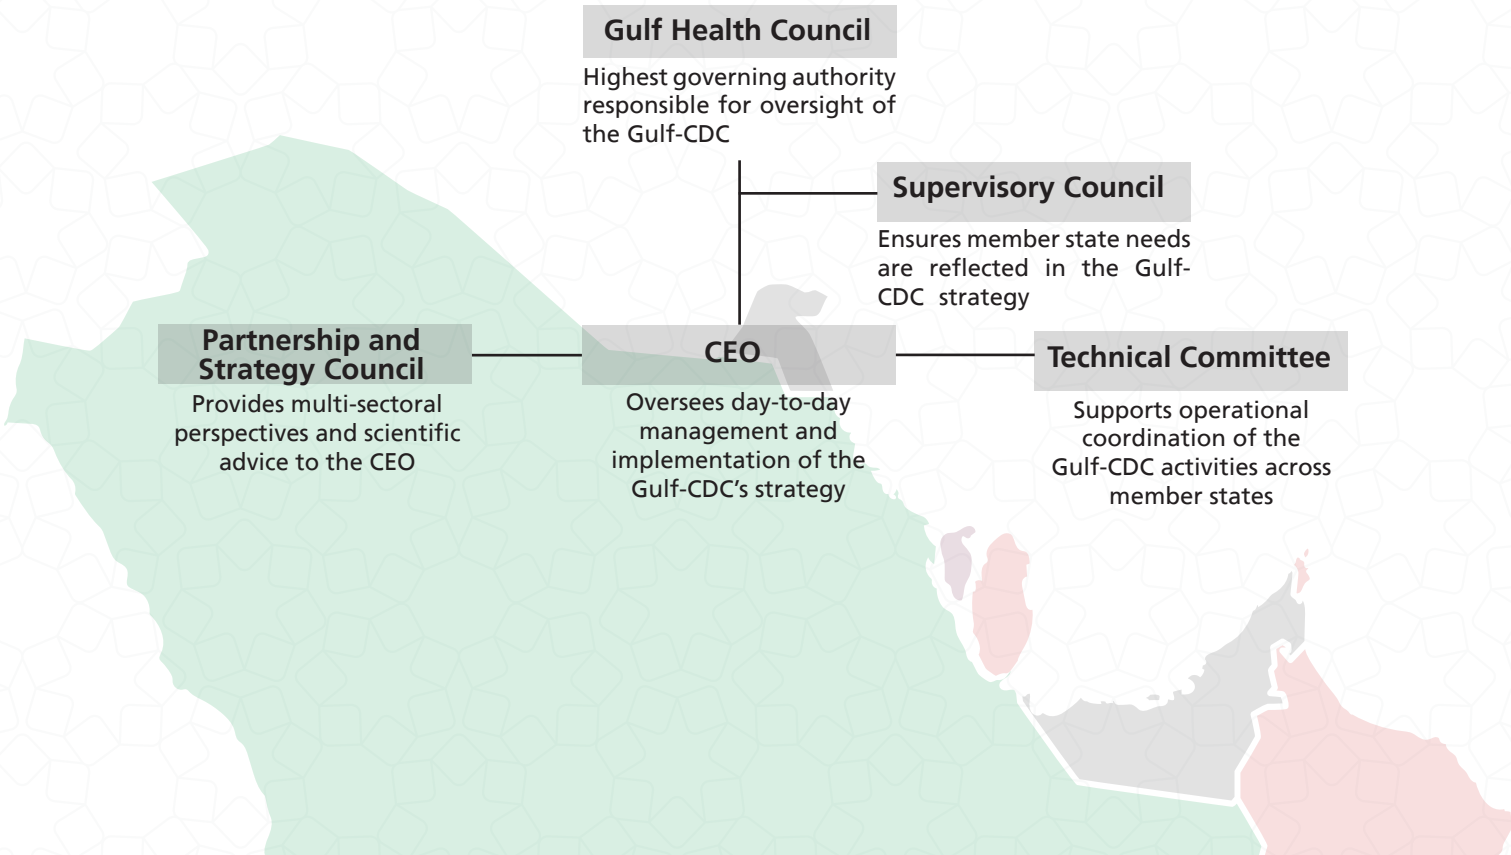 Gulf Health Council
Highest governing authority
responsible for oversight of
the Gulf-CDC
Supervisory Council
Ensures member state needs
are reflected in the Gulf-
CDC strategy
Partnership and
Strategy Council
Provides multi-sectoral
perspectives and scientific
advice to the CEO
CEO
Oversees day-to-day
management and
implementation of the
Gulf-CDC’s strategy
Technical Committee
Supports operational
coordination of the
Gulf-CDC activities across
member states